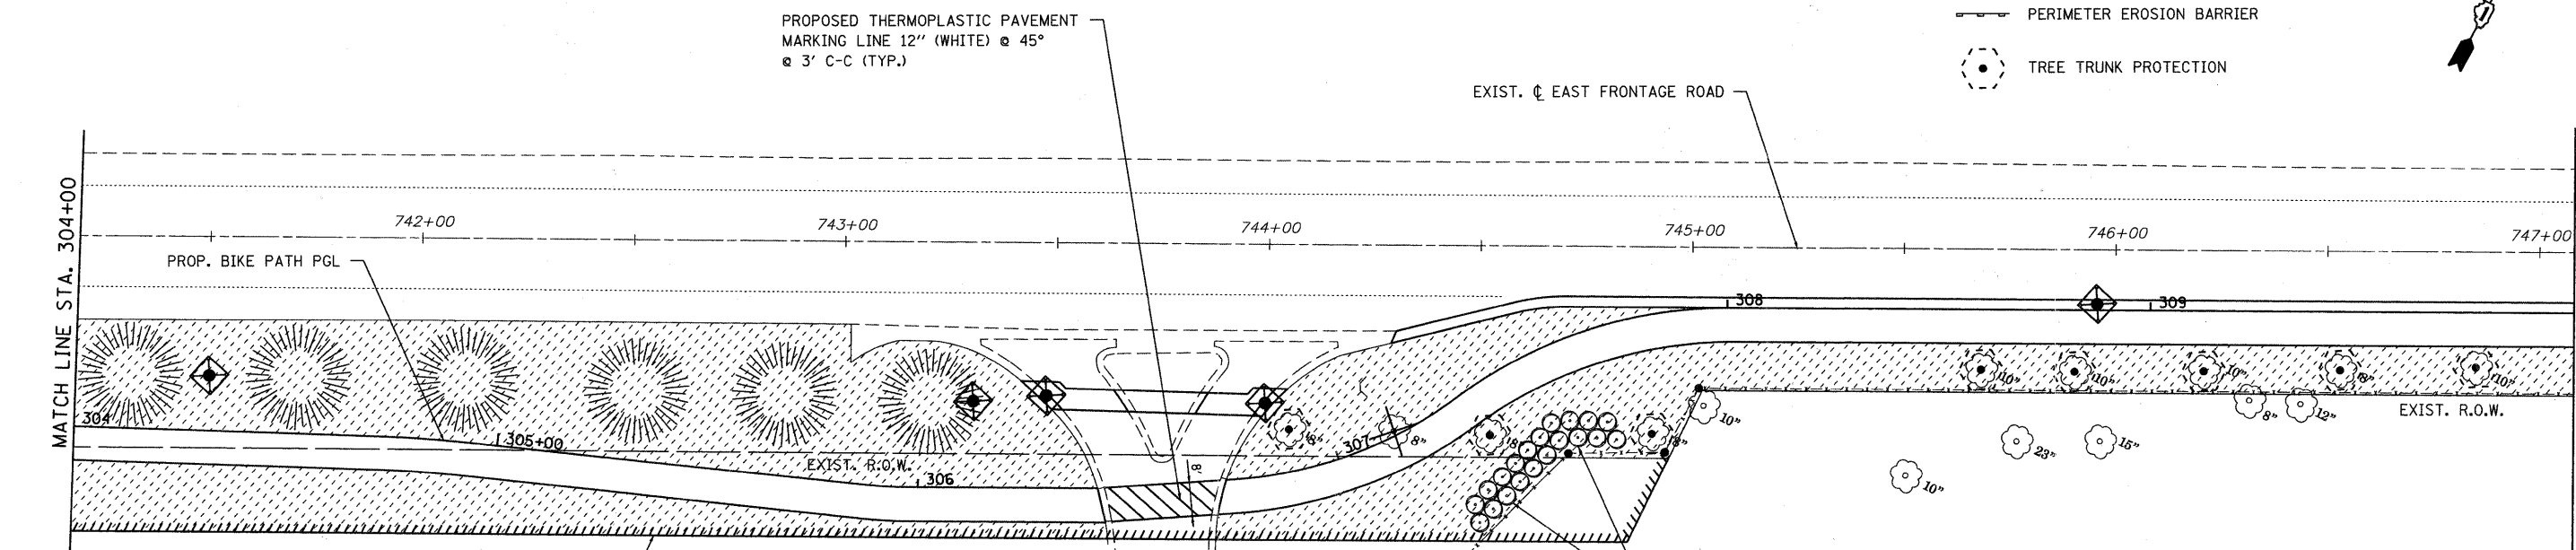 PROPOSED THERMOPLASTIC PAVEMENT
MARKING LINE 12" (WHITE) @ 45°
@ 3' C-C (TYP.)
PERIMETER EROSION BARRIER
TREE TRUNK PROTECTION
EXIST. ℄ EAST FRONTAGE ROAD
MATCH LINE STA. 304+00
742+00
743+00
744+00
745+00
746+00
747+00
PROP. BIKE PATH PGL
308
309
10"
10"
10"
8"
10"
304
305+00
EXIST. R.O.W.
306
8'
8"
307
8"
8"
8"
10"
8"
12"
EXIST. R.O.W.
10"
23"
15"